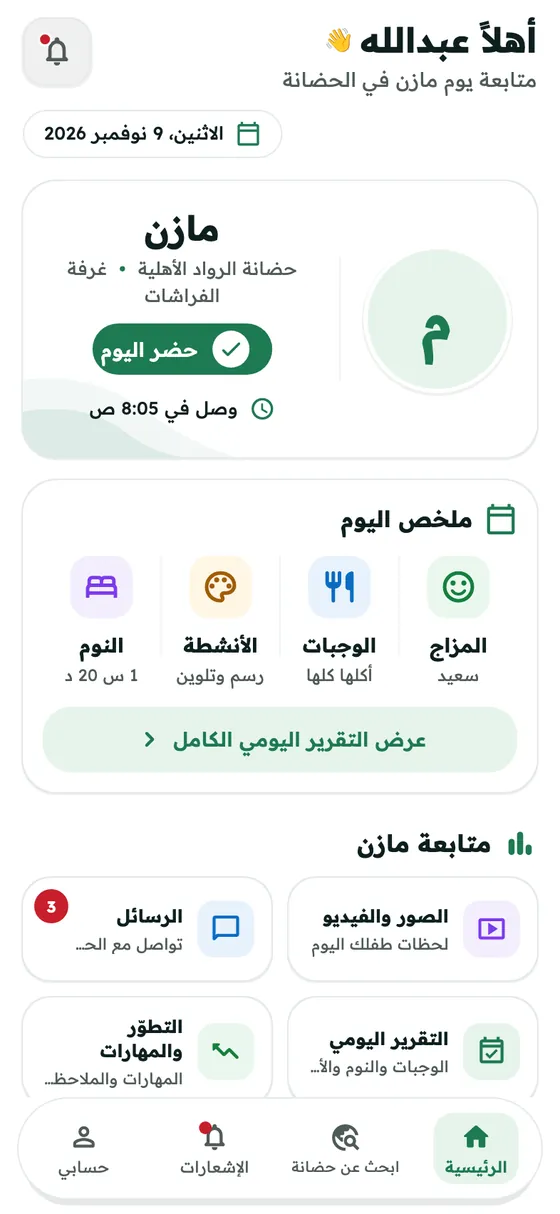 أهلاً عبدالله 👋
متابعة يوم مازن في الحضانة
الاثنين، 9 نوفمبر 2026
م
مازن
حضانة الرواد الأهلية • غرفة
الفراشات
حضر اليوم
وصل في 8:05 ص
ملخص اليوم
المزاج
سعيد
الوجبات
أكلها كلها
الأنشطة
رسم وتلوين
النوم
1 س 20 د
عرض التقرير اليومي الكامل
متابعة مازن
الصور والفيديو
لحظات طفلك اليوم
الرسائل
تواصل مع الحـ...
3
التقرير اليومي
الوجبات والنوم والأ...
التطوّر
والمهارات
المهارات والملاحظـ...
الرئيسية
ابحث عن حضانة
الإشعارات
حسابي